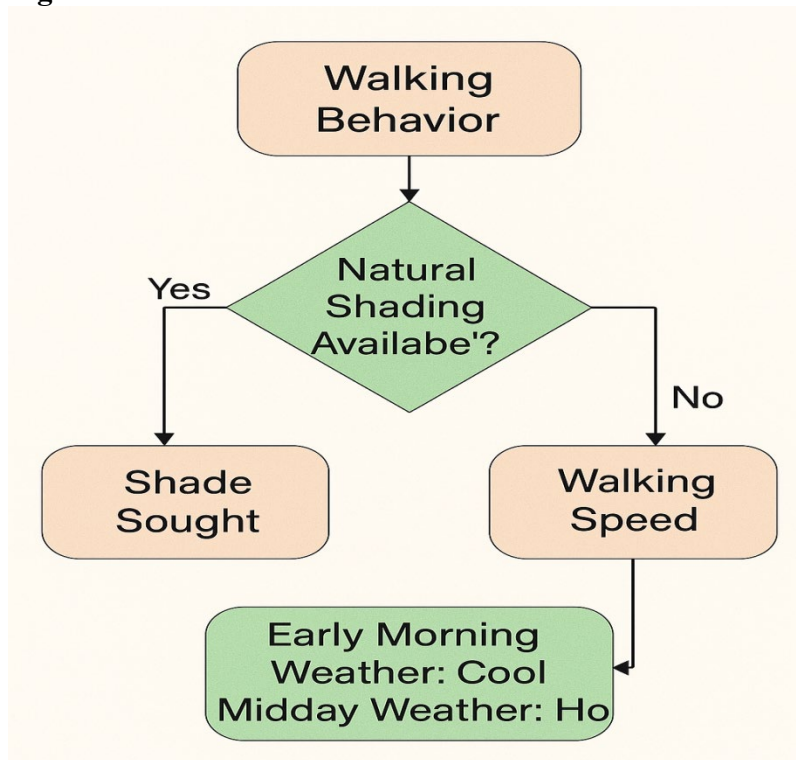 Walking
Behavior
Natural
Shading
Availabe'?
Yes
No
Shade
Sought
Walking
Speed
Early Morning
Weather: Cool
Midday Weather: Ho